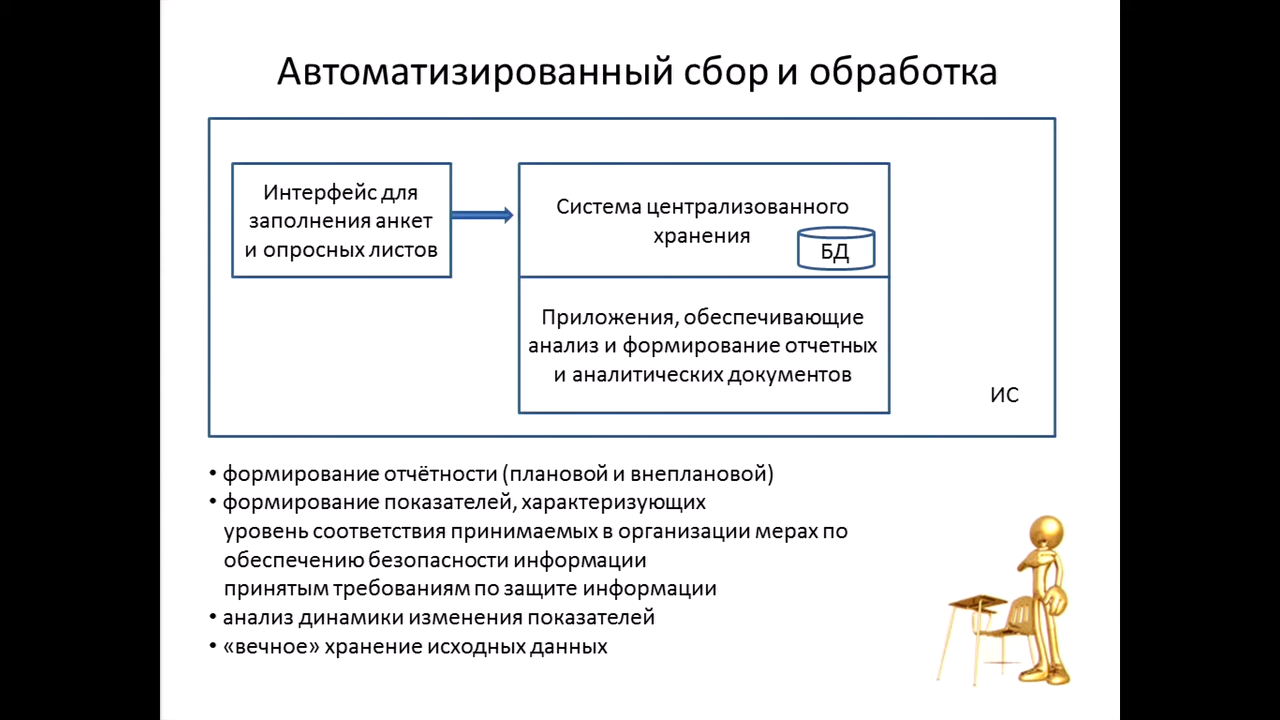 Автоматизированный сбор и обработка
Интерфейс для
заполнения анкет
и опросных листов
Система централизованного
хранения
БД
Приложения, обеспечивающие
анализ и формирование отчетных
и аналитических документов
ИС
• формирование отчётности (плановой и внеплановой)
• формирование показателей, характеризующих
уровень соответствия принимаемых в организации мерах по
обеспечению безопасности информации
принятым требованиям по защите информации
• анализ динамики изменения показателей
• «вечное» хранение исходных данных